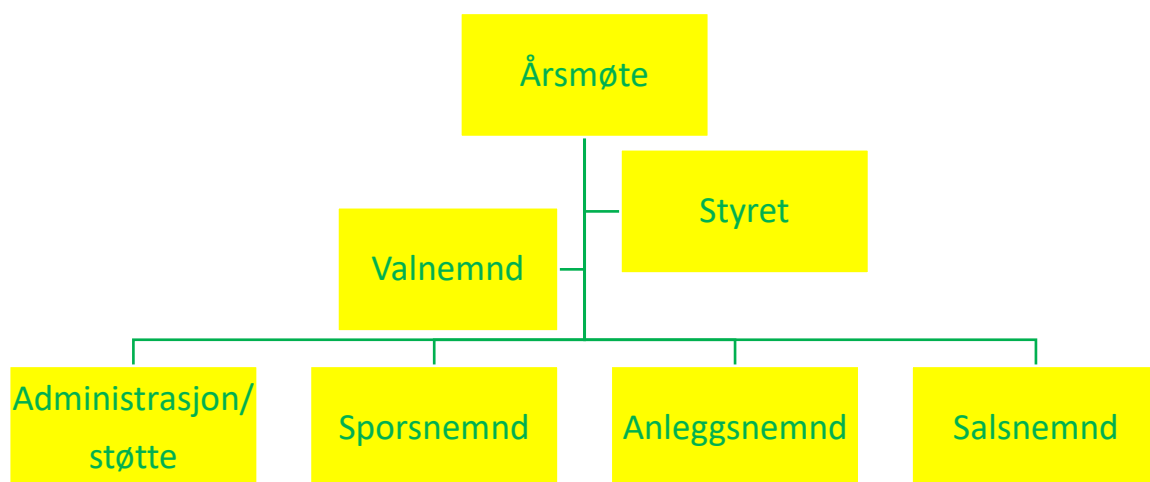 Årsmøte
Styret
Valnemnd
Administrasjon/
støtte
Sporsnemnd
Anleggsnemnd
Salsnemnd